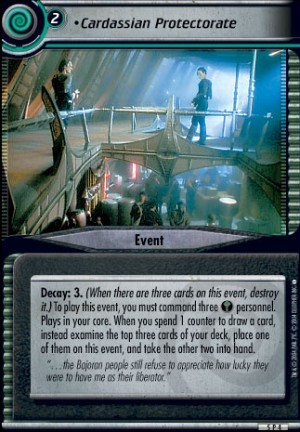 2
•Cardassian Protectorate
Event
Decay: 3. (When there are three cards on this event, destroy
it.) To play this event, you must command three personnel.
Plays in your core. When you spend 1 counter to draw a card,
instead examine the top three cards of your deck, place one
of them on this event, and take the other two into hand.
“…the Bajoran people still refuse to appreciate how lucky they
were to have me as their liberator.”